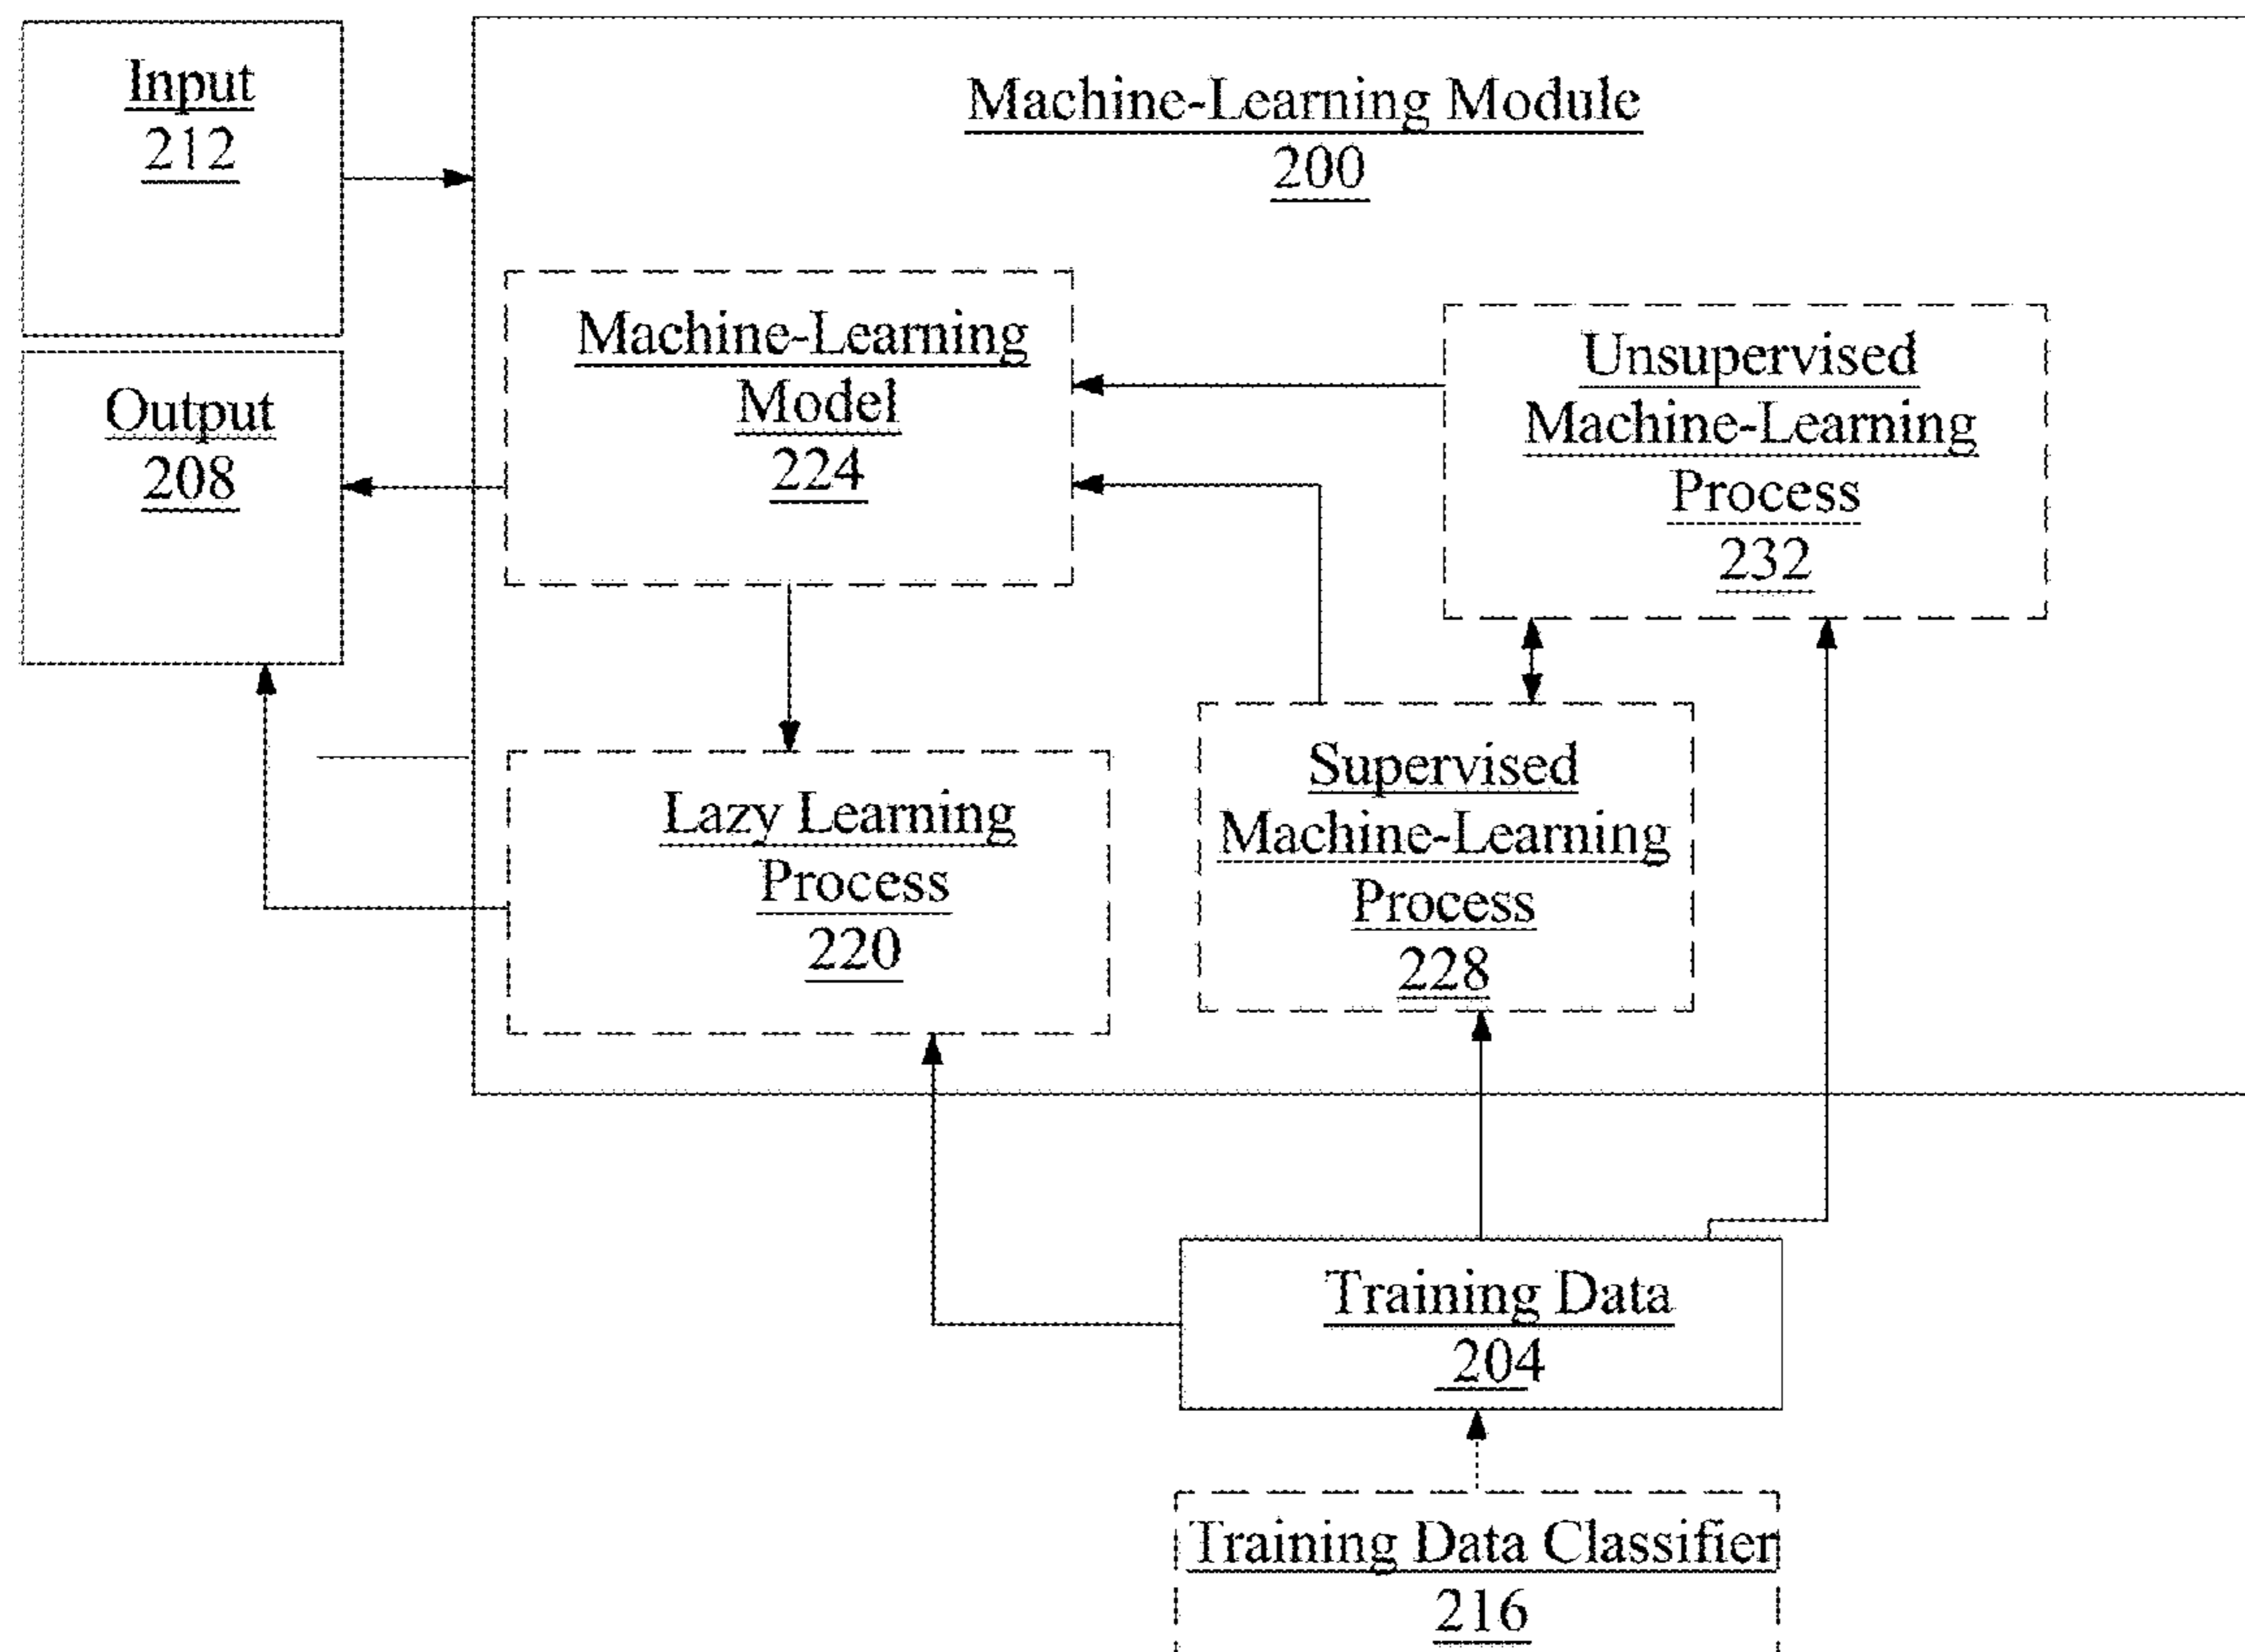 Input
212
Machine-Learning Module
200
Output
208
Machine-Learning
Model
224
Unsupervised
Machine-Learning
Process
232
Lazy Learning
Process
220
Supervised
Machine-Learning
Process
228
Training Data
204
Training Data Classifier
216